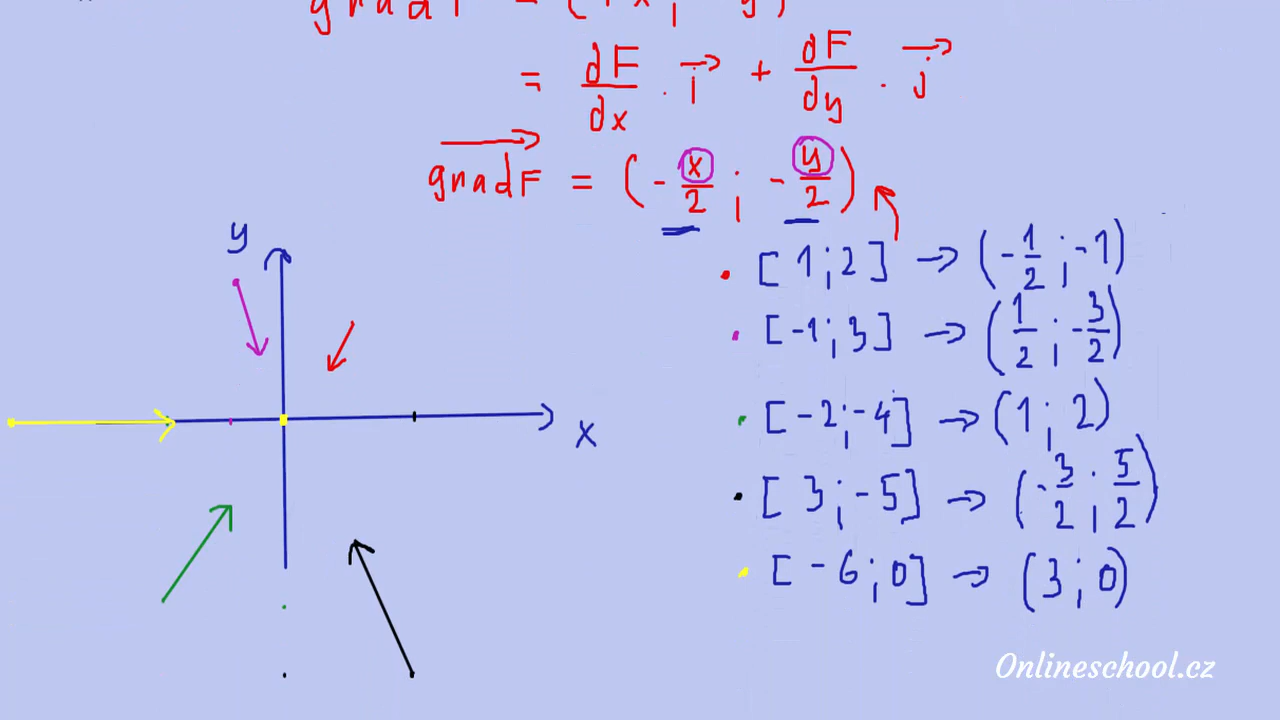 = dF/dx . i + dF/dy . j
gradF = (-x/2 ; -y/2)
y
x
[1;2] → (-1/2 ; -1)
[-1;3] → (1/2 ; -3/2)
[-2;-4] → (1 ; 2)
[3;-5] → (-3/2 ; 5/2)
[-6;0] → (3 ; 0)
Onlineschool.cz